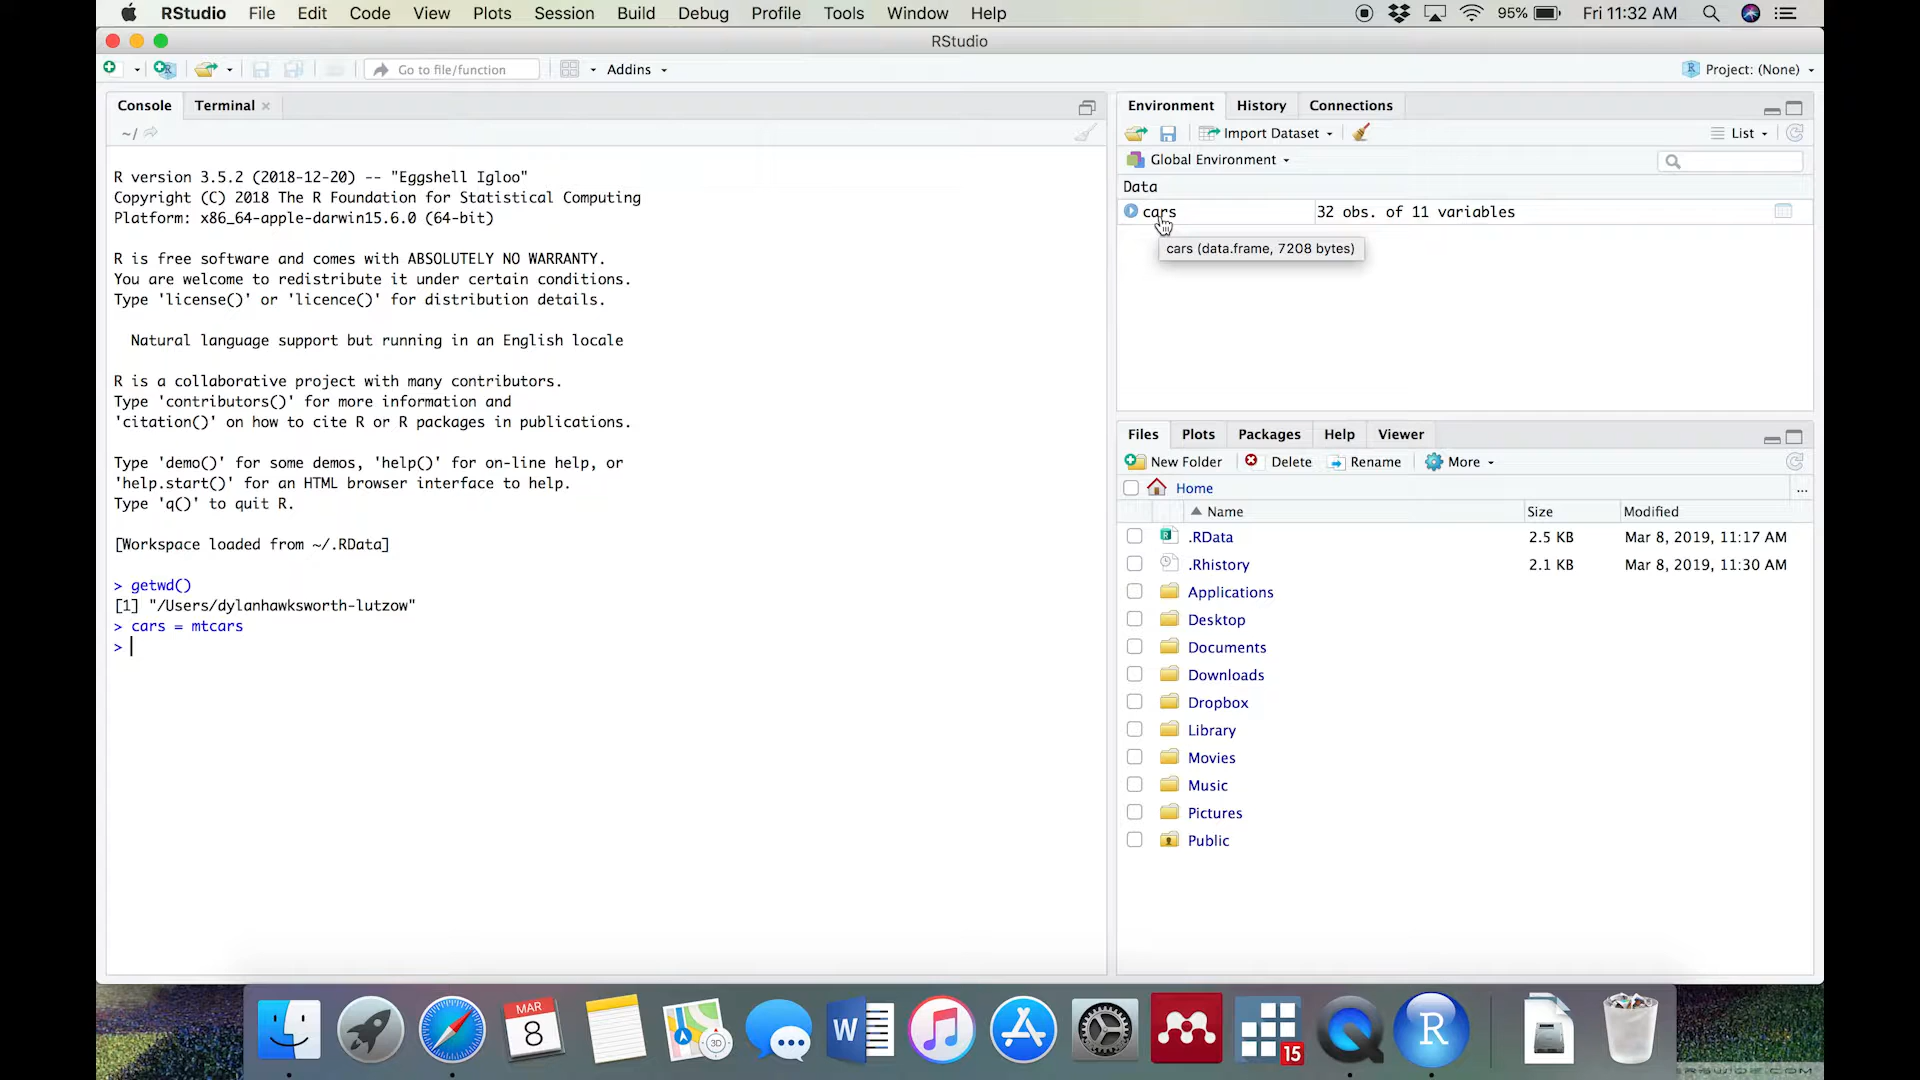 RStudio File Edit Code View Plots Session Build Debug Profile Tools Window Help 95% Fri 11:32 AM
RStudio
Go to file/function Addins Project: (None)
Console Terminal
~/
R version 3.5.2 (2018-12-20) -- "Eggshell Igloo"
Copyright (C) 2018 The R Foundation for Statistical Computing
Platform: x86_64-apple-darwin15.6.0 (64-bit)
R is free software and comes with ABSOLUTELY NO WARRANTY.
You are welcome to redistribute it under certain conditions.
Type 'license()' or 'licence()' for distribution details.
Natural language support but running in an English locale
R is a collaborative project with many contributors.
Type 'contributors()' for more information and
'citation()' on how to cite R or R packages in publications.
Type 'demo()' for some demos, 'help()' for on-line help, or
'help.start()' for an HTML browser interface to help.
Type 'q()' to quit R.
[Workspace loaded from ~/.RData]
> getwd()
[1] "/Users/dylanhawksworth-lutzow"
> cars = mtcars
>
Environment History Connections
Import Dataset List
Global Environment
Data
cars 32 obs. of 11 variables
cars (data.frame, 7208 bytes)
Files Plots Packages Help Viewer
New Folder Delete Rename More
Home ...
Name Size Modified
.RData 2.5 KB Mar 8, 2019, 11:17 AM
.Rhistory 2.1 KB Mar 8, 2019, 11:30 AM
Applications
Desktop
Documents
Downloads
Dropbox
Library
Movies
Music
Pictures
Public
MAR
8
3D
W
15
R